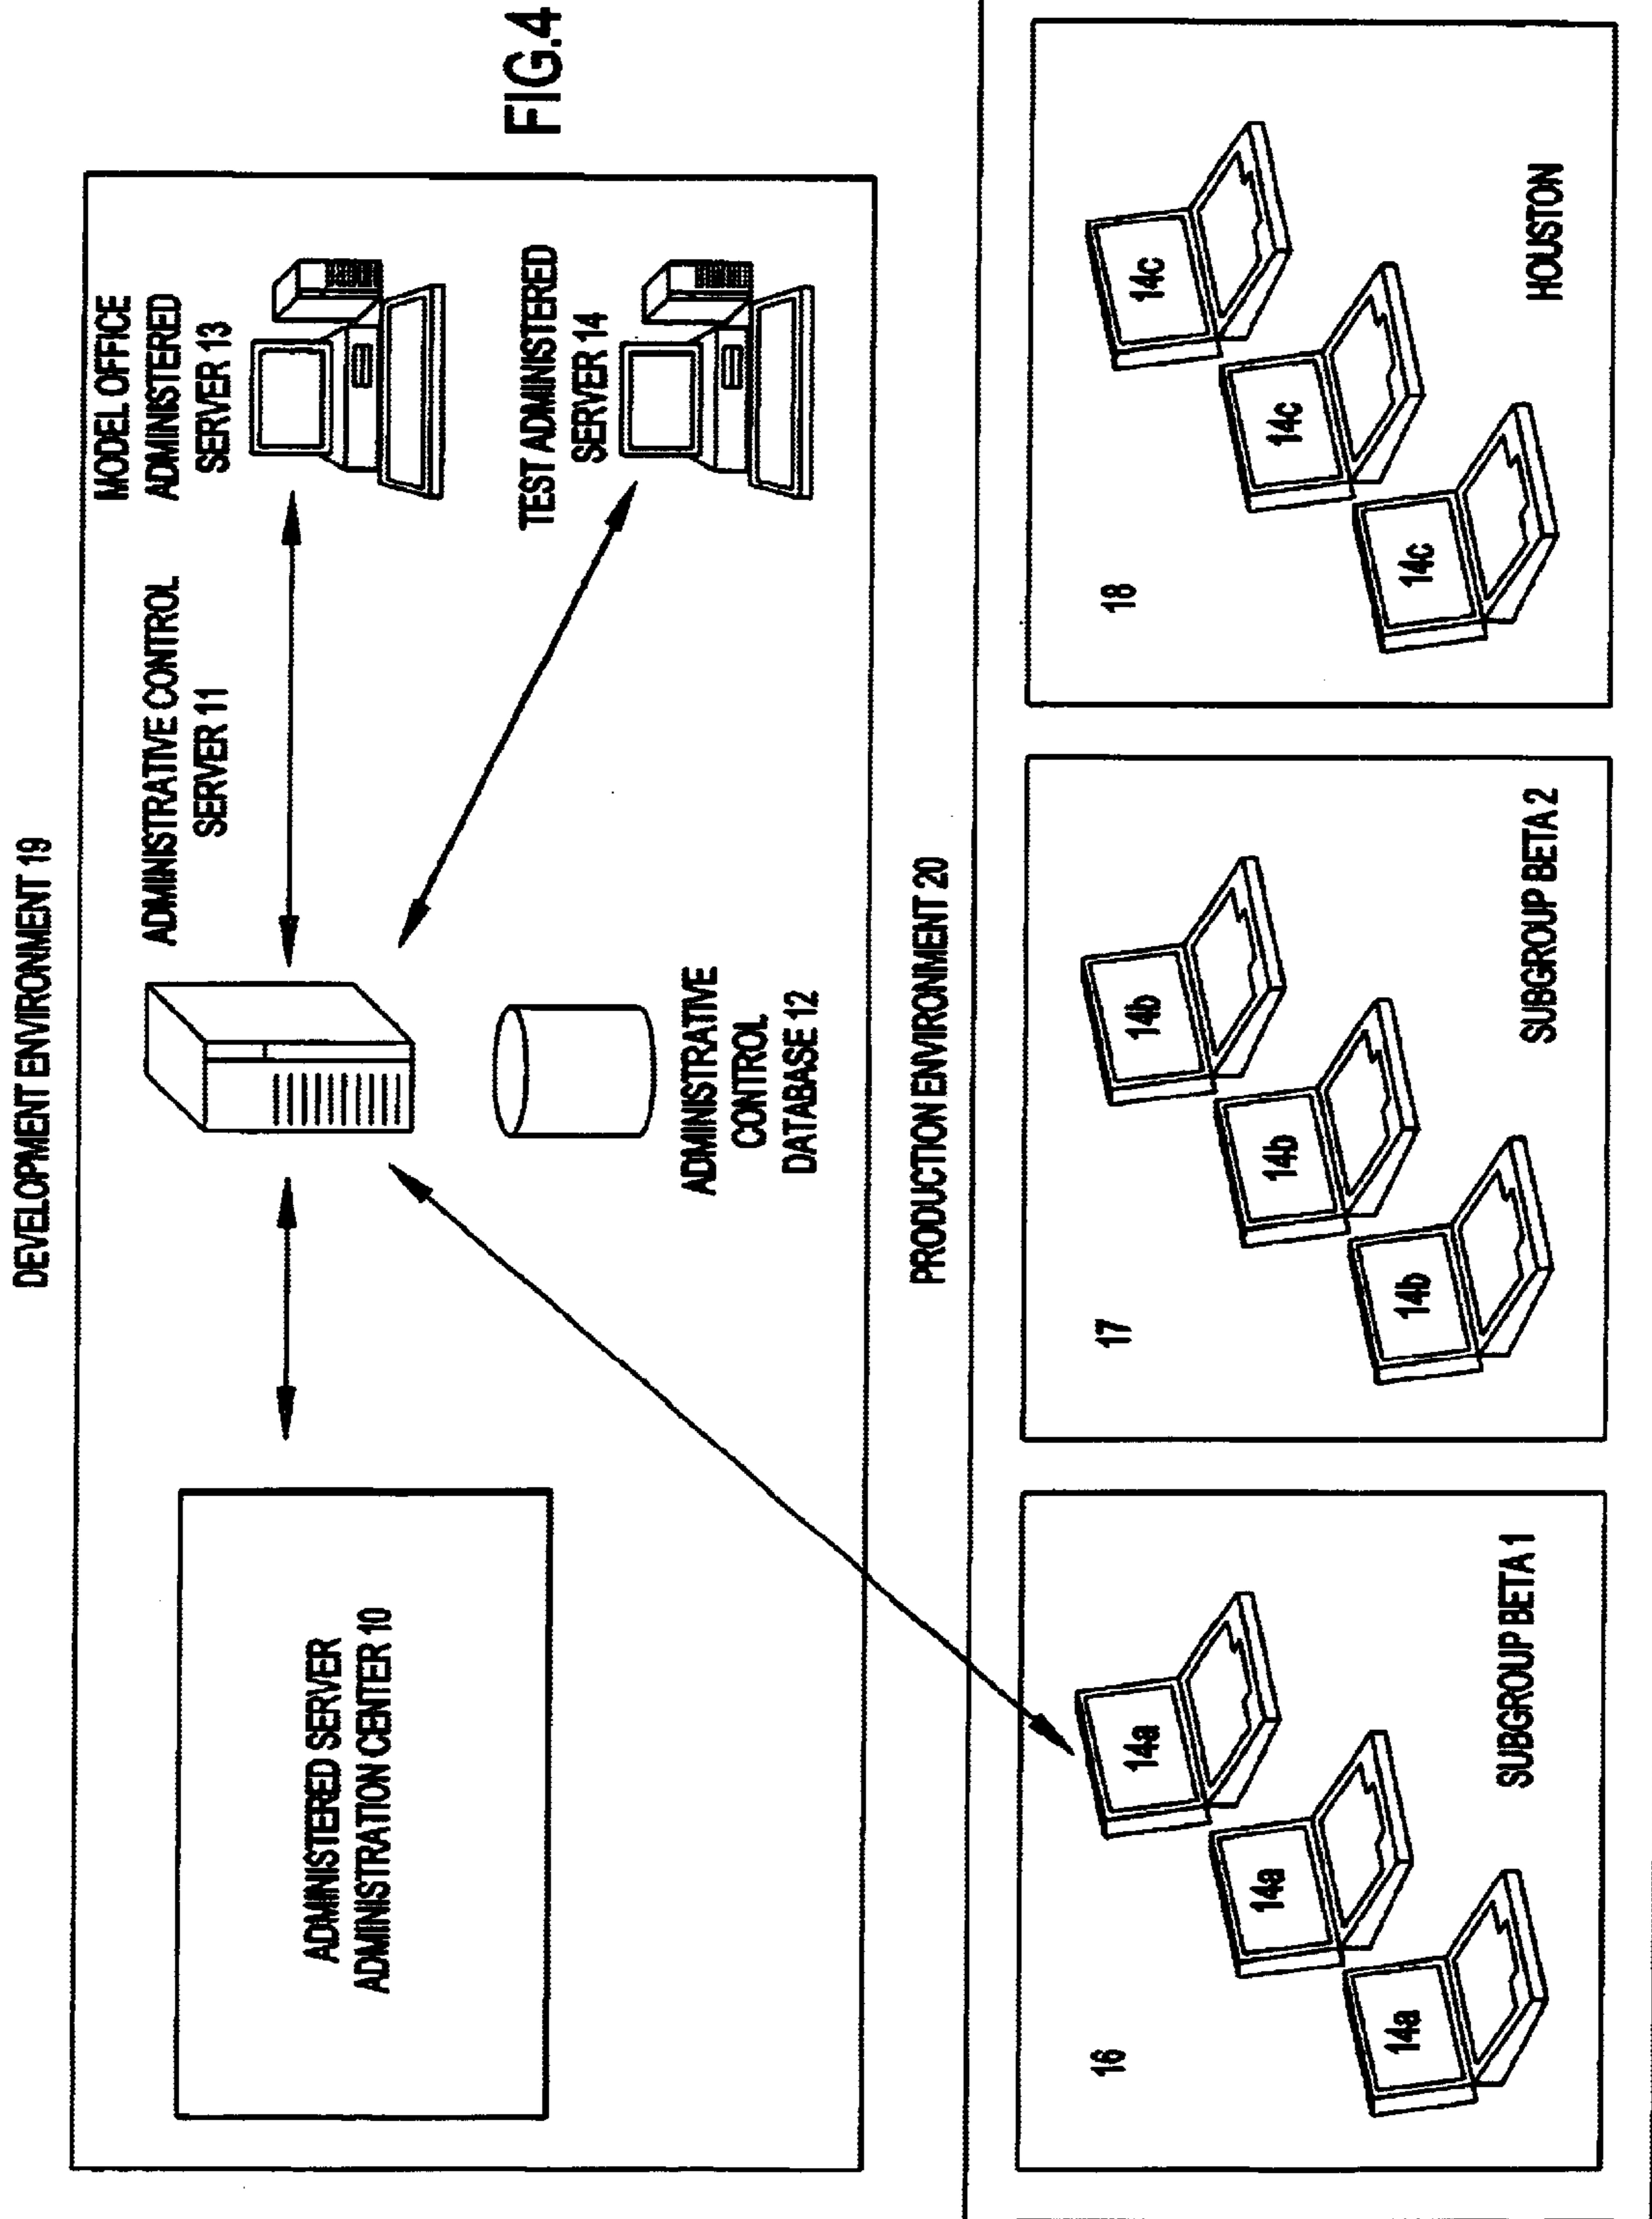 DEVELOPMENT ENVIRONMENT 19
ADMINISTERED SERVER
ADMINISTRATION CENTER 10
ADMINISTRATIVE CONTROL
SERVER 11
MODEL OFFICE
ADMINISTERED
SERVER 13
TEST ADMINISTERED
SERVER 14
ADMINISTRATIVE
CONTROL
DATABASE 12
FIG.4
PRODUCTION ENVIRONMENT 20
16
14a
14a
14a
SUBGROUP BETA 1
17
14b
14b
14b
SUBGROUP BETA 2
18
14c
14c
14c
HOUSTON